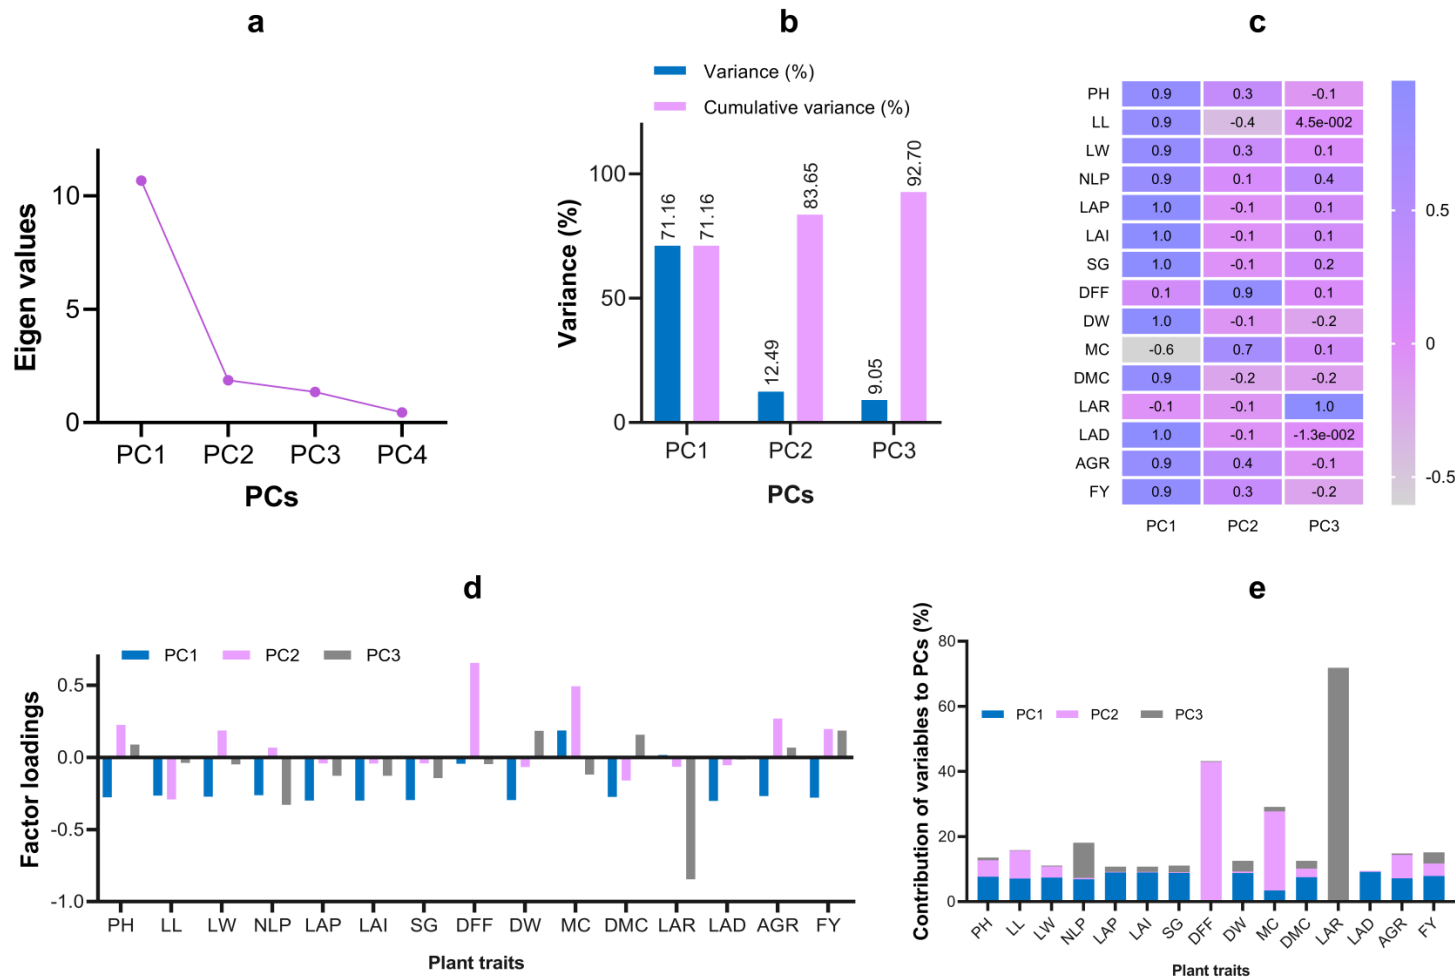 a
Eigen values
10
5
0
PC1 PC2 PC3 PC4
PCs
b
Variance (%)
Cumulative variance (%)
Variance (%)
100
50
0
71.16
71.16
12.49
83.65
9.05
92.70
PC1 PC2 PC3
PCs
c
PH 0.9 0.3 -0.1
LL 0.9 -0.4 4.5e-002
LW 0.9 0.3 0.1
NLP 0.9 0.1 0.4
LAP 1.0 -0.1 0.1
LAI 1.0 -0.1 0.1
SG 1.0 -0.1 0.2
DFF 0.1 0.9 0.1
DW 1.0 -0.1 -0.2
MC -0.6 0.7 0.1
DMC 0.9 -0.2 -0.2
LAR -0.1 -0.1 1.0
LAD 1.0 -0.1 -1.3e-002
AGR 0.9 0.4 -0.1
FY 0.9 0.3 -0.2
PC1 PC2 PC3
0.5
0
-0.5
d
PC1 PC2 PC3
Factor loadings
0.5
0.0
-0.5
-1.0
PH LL LW NLP LAP LAI SG DFF DW MC DMC LAR LAD AGR FY
Plant traits
e
Contribution of variables to PCs (%)
80
60
40
20
0
PC1 PC2 PC3
PH LL LW NLP LAP LAI SG DFF DW MC DMC LAR LAD AGR FY
Plant traits